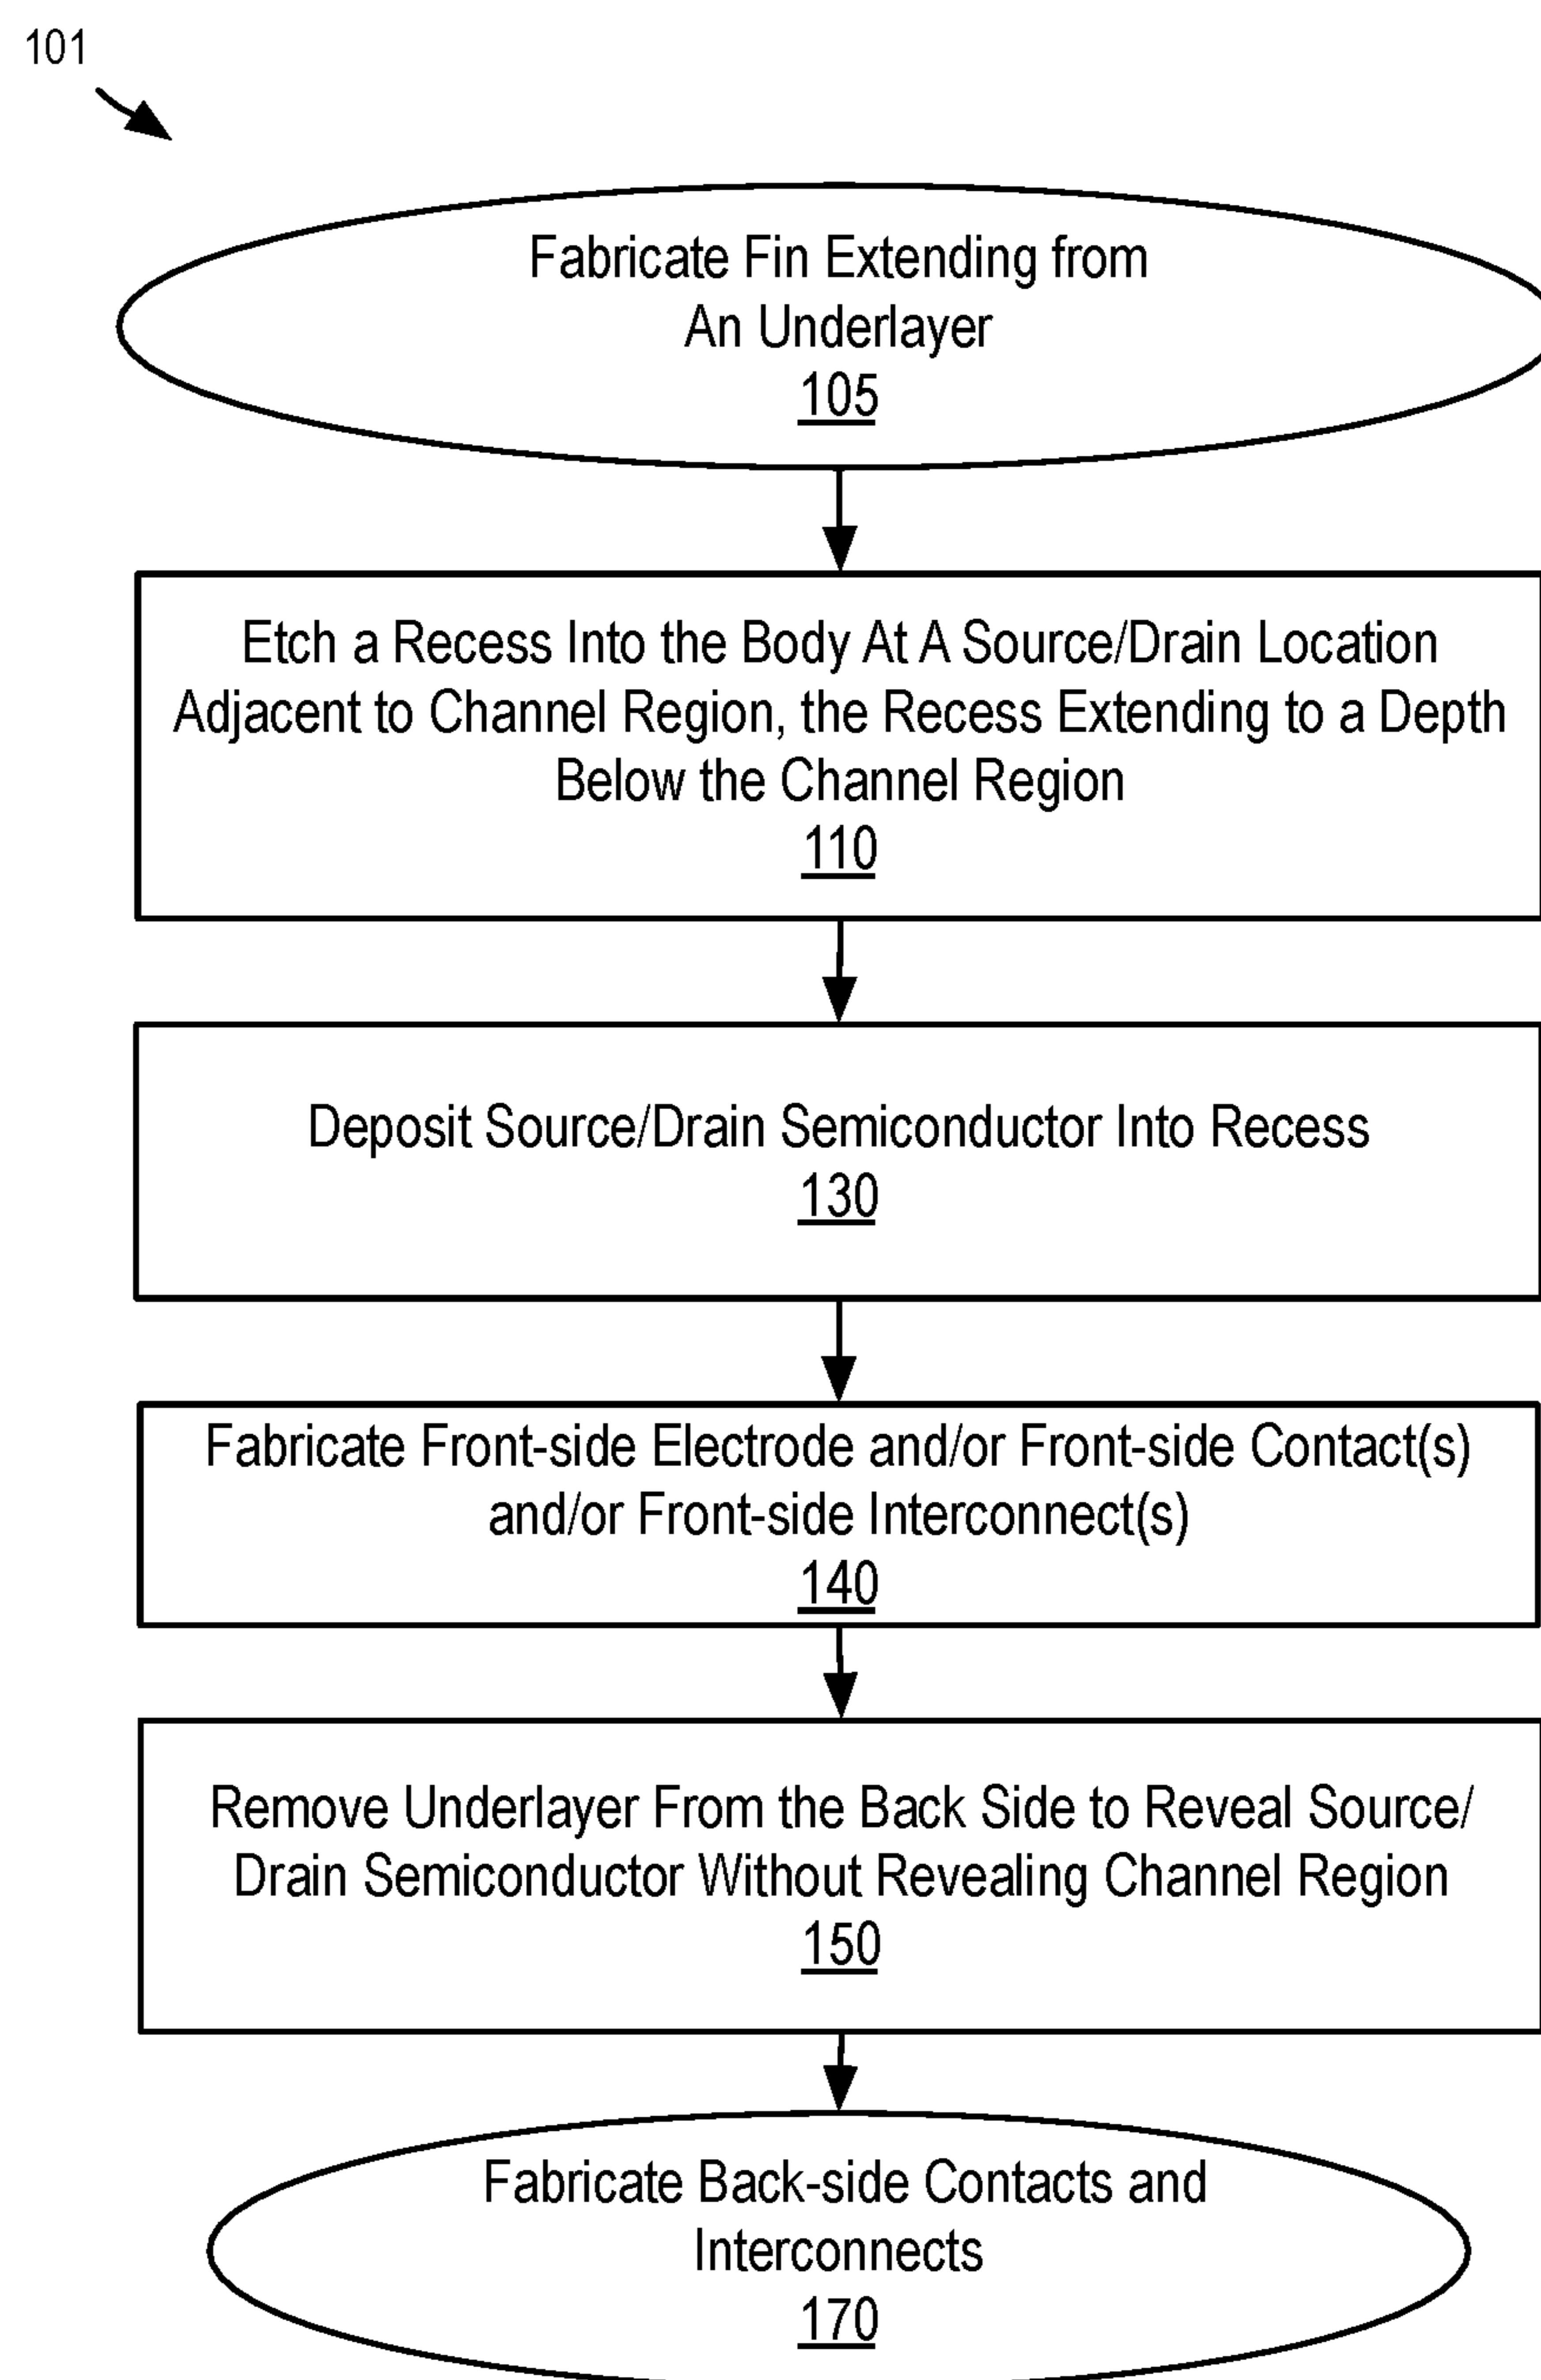 101
Fabricate Fin Extending from
An Underlayer
105
Etch a Recess Into the Body At A Source/Drain Location
Adjacent to Channel Region, the Recess Extending to a Depth
Below the Channel Region
110
Deposit Source/Drain Semiconductor Into Recess
130
Fabricate Front-side Electrode and/or Front-side Contact(s)
and/or Front-side Interconnect(s)
140
Remove Underlayer From the Back Side to Reveal Source/
Drain Semiconductor Without Revealing Channel Region
150
Fabricate Back-side Contacts and
Interconnects
170